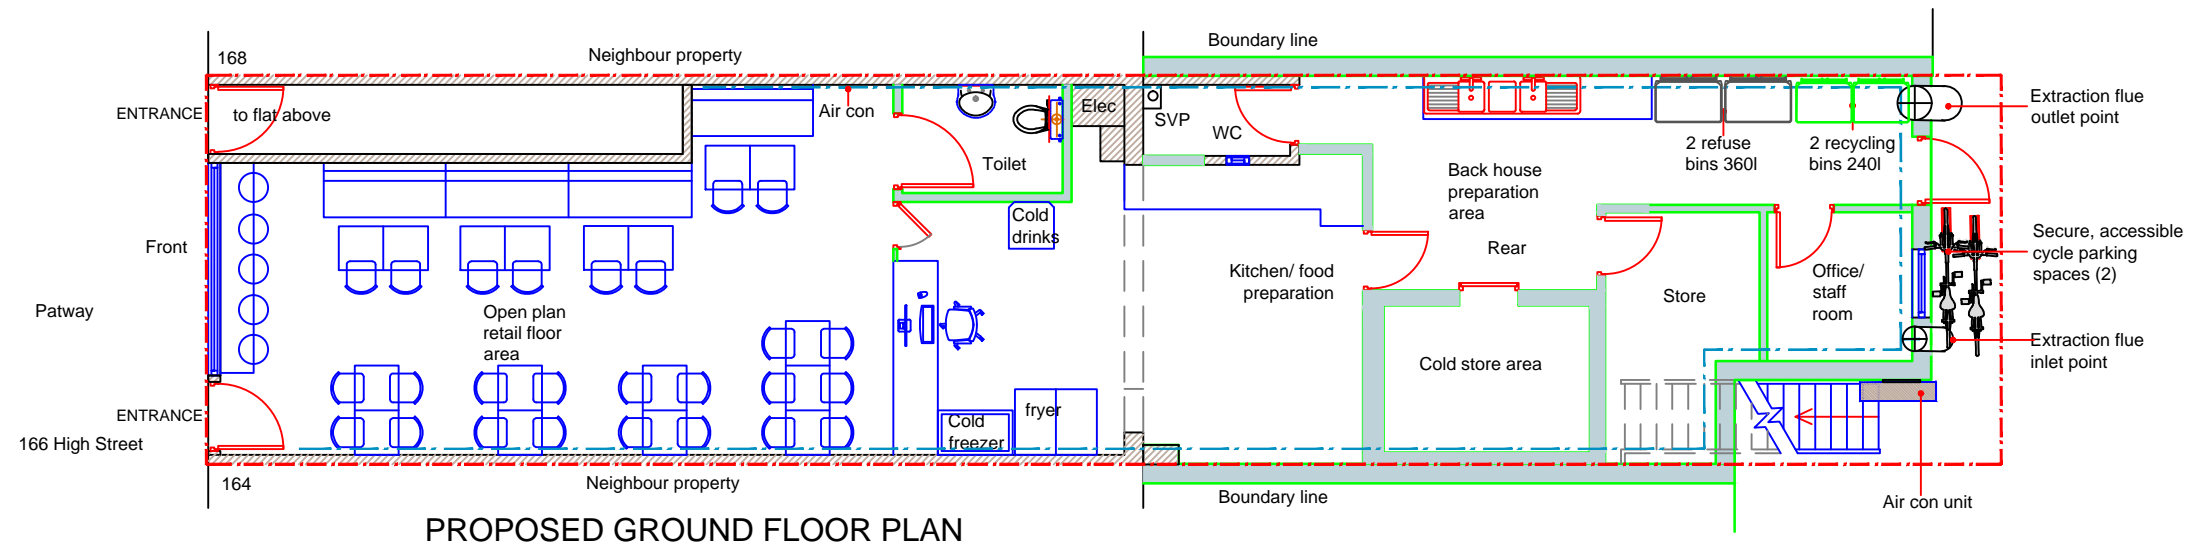 168
Neighbour property
Boundary line
ENTRANCE
to flat above
Air con
Elec
SVP
WC
Toilet
2 refuse
bins 360l
2 recycling
bins 240l
Extraction flue
outlet point
Back house
preparation
area
Rear
Cold
drinks
Front
Kitchen/ food
preparation
Store
Office/
staff
room
Secure, accessible
cycle parking
spaces (2)
Patway
Open plan
retail floor
area
Extraction flue
inlet point
Cold store area
ENTRANCE
fryer
Cold
freezer
166 High Street
164
Neighbour property
Boundary line
Air con unit
PROPOSED GROUND FLOOR PLAN